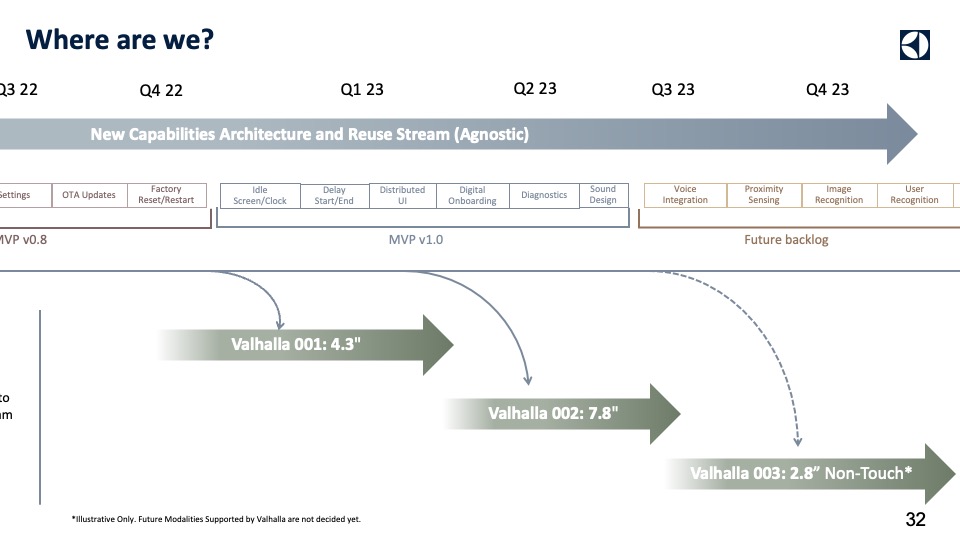 Where are we?
Q3 22
Q4 22
Q1 23
Q2 23
Q3 23
Q4 23
New Capabilities Architecture and Reuse Stream (Agnostic)
Settings
OTA Updates
Factory
Reset/Restart
Idle
Screen/Clock
Delay
Start/End
Distributed
UI
Digital
Onboarding
Diagnostics
Sound
Design
Voice
Integration
Proximity
Sensing
Image
Recognition
User
Recognition
MVP v0.8
MVP v1.0
Future backlog
Valhalla 001: 4.3"
to
Valhalla 002: 7.8"
Valhalla 003: 2.8” Non-Touch*
*Illustrative Only. Future Modalities Supported by Valhalla are not decided yet.
32